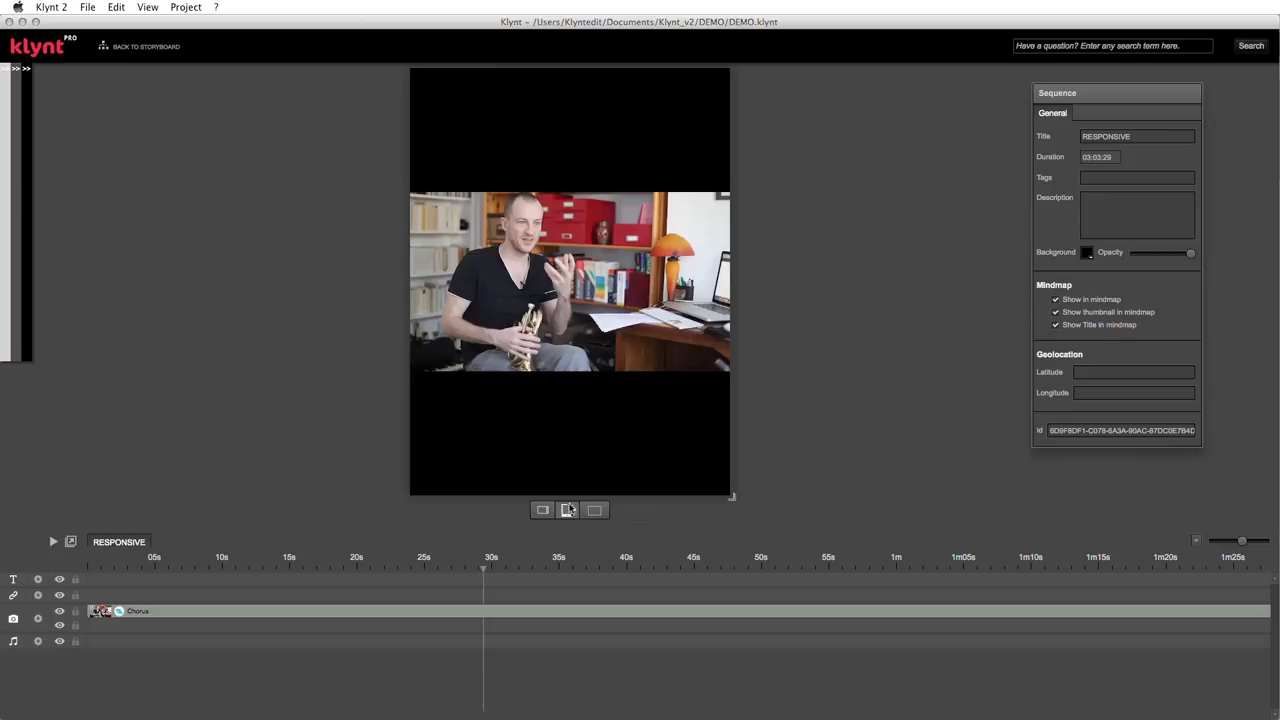 Klynt 2 File Edit View Project ?
Klynt - /Users/Klyntedit/Documents/Klynt_v2/DEMO/DEMO.klynt
klynt PRO
BACK TO STORYBOARD
Have a question? Enter any search term here.
Search
>> >> >>
Sequence
General
Title RESPONSIVE
Duration 03:03:29
Tags
Description
Background Opacity
Mindmap
Show in mindmap
Show thumbnail in mindmap
Show Title in mindmap
Geolocation
Latitude
Longitude
Id 6D9F8DF1-C078-6A3A-90AC-87DC0E7B4D
RESPONSIVE
05s 10s 15s 20s 25s 30s 35s 40s 45s 50s 55s 1m 1m05s 1m10s 1m15s 1m20s 1m25s
T
Chorus